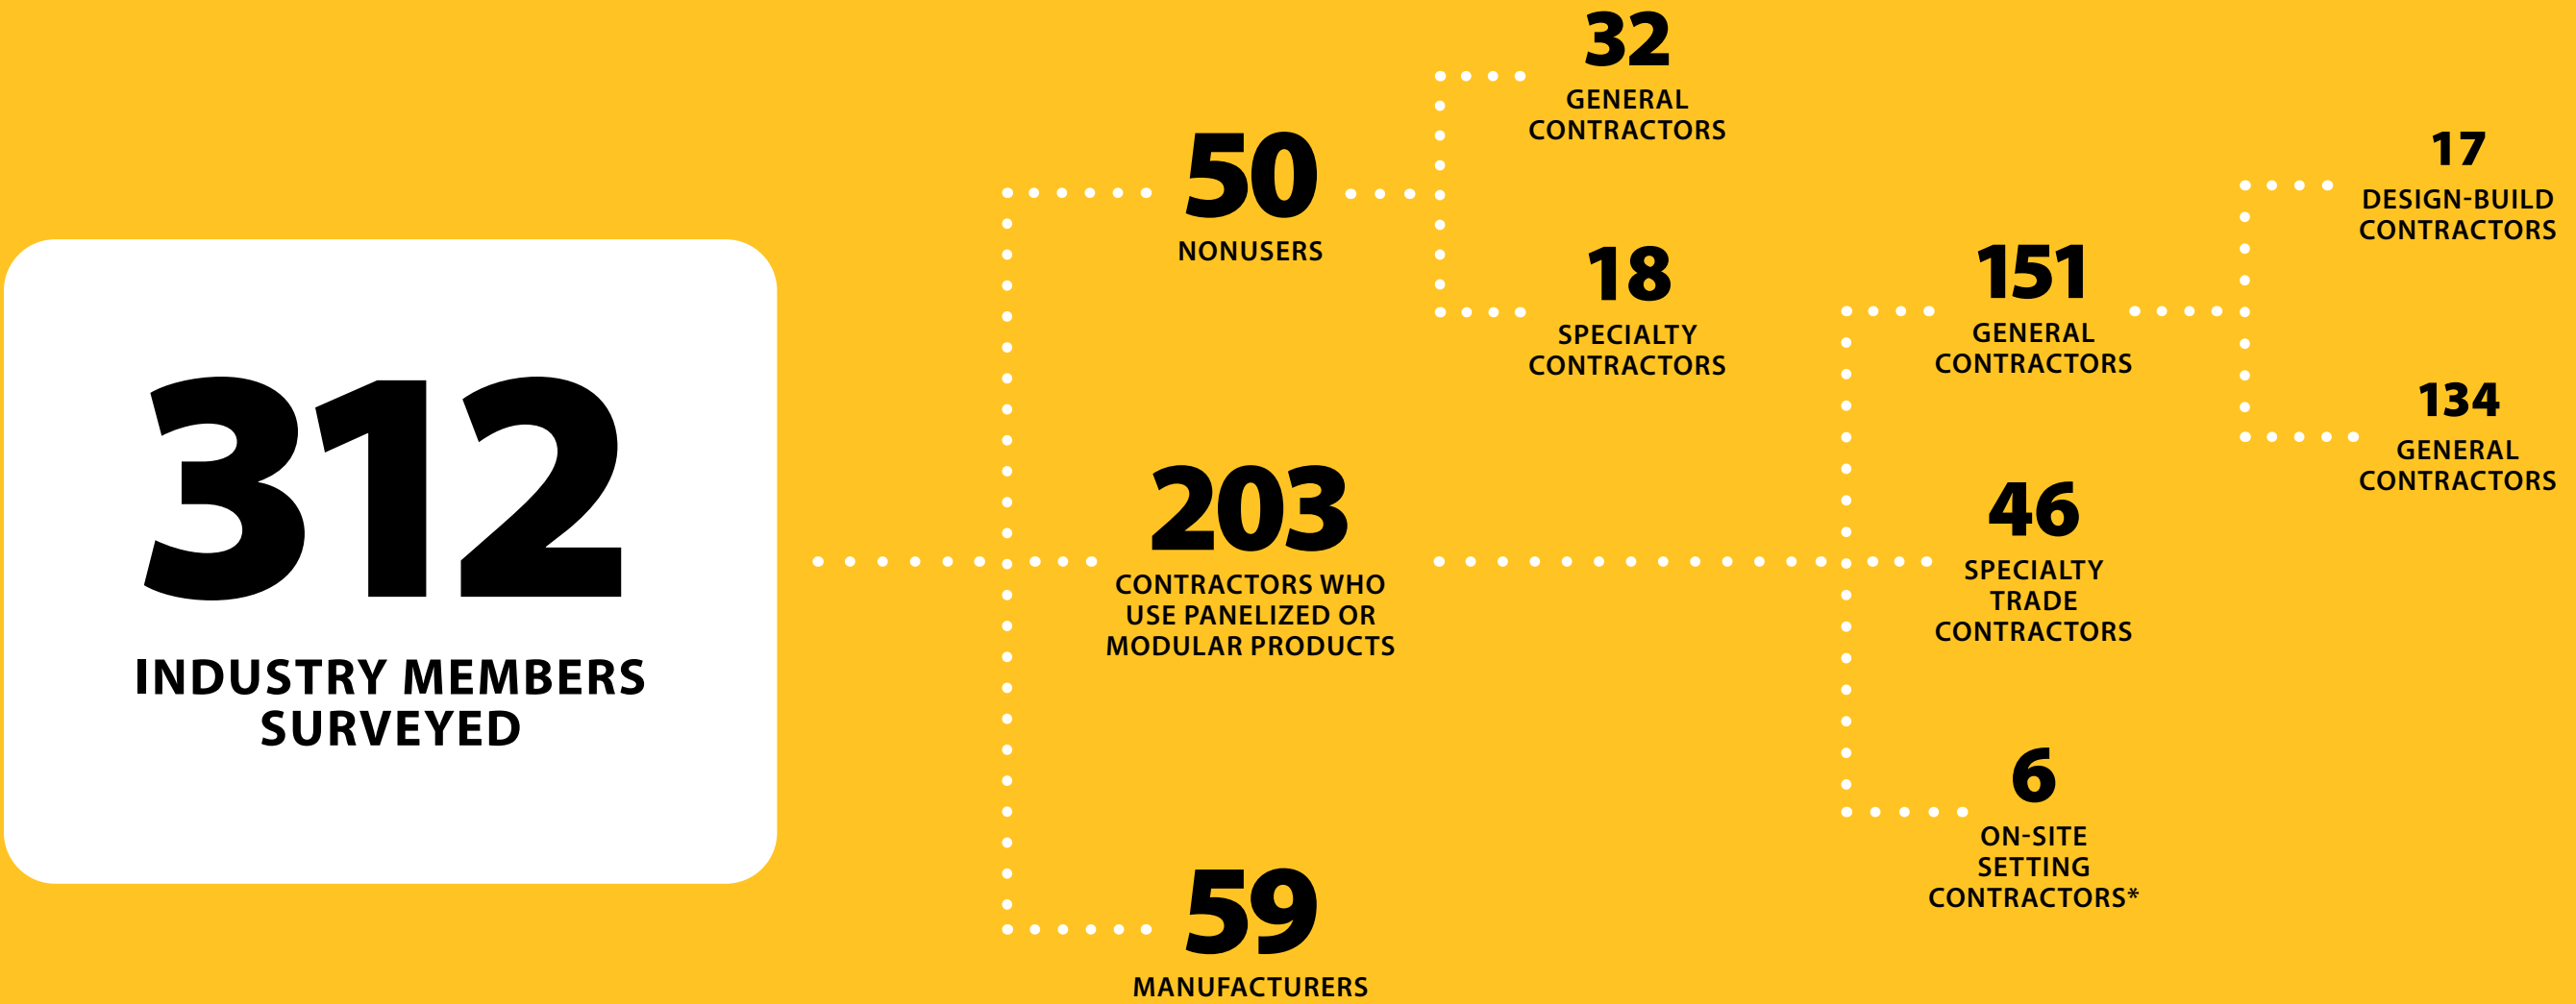 312
INDUSTRY MEMBERS
SURVEYED
50
NONUSERS
32
GENERAL
CONTRACTORS
18
SPECIALTY
CONTRACTORS
203
CONTRACTORS WHO
USE PANELIZED OR
MODULAR PRODUCTS
151
GENERAL
CONTRACTORS
17
DESIGN-BUILD
CONTRACTORS
134
GENERAL
CONTRACTORS
46
SPECIALTY
TRADE
CONTRACTORS
6
ON-SITE
SETTING
CONTRACTORS*
59
MANUFACTURERS